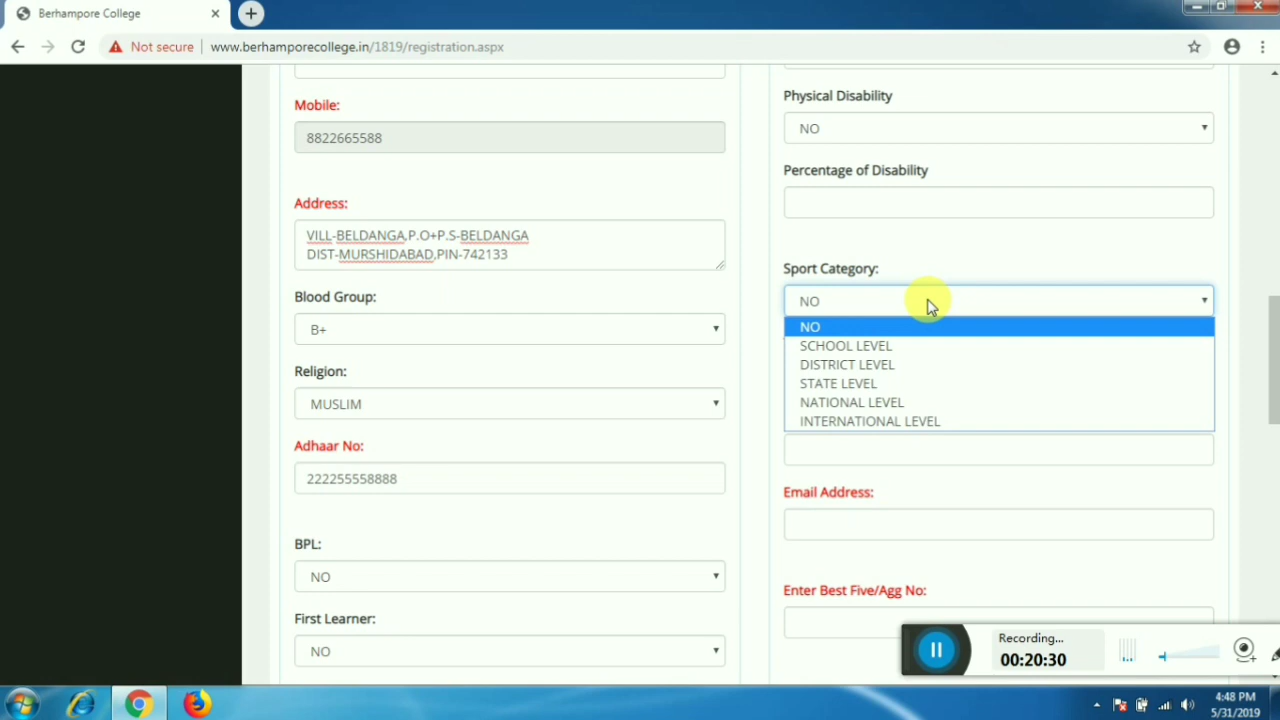 Berhampore College
Not secure
www.berhamporecollege.in/1819/registration.aspx
Mobile:
8822665588
Address:
VILL-BELDANGA,P.O+P.S-BELDANGA
DIST-MURSHIDABAD,PIN-742133
Blood Group:
B+
Religion:
MUSLIM
Adhaar No:
222255558888
BPL:
NO
First Learner:
NO
Physical Disability
NO
Percentage of Disability
Sport Category:
NO
NO
SCHOOL LEVEL
DISTRICT LEVEL
STATE LEVEL
NATIONAL LEVEL
INTERNATIONAL LEVEL
Email Address:
Enter Best Five/Agg No:
Recording...
00:20:30
4:48 PM
5/31/2019